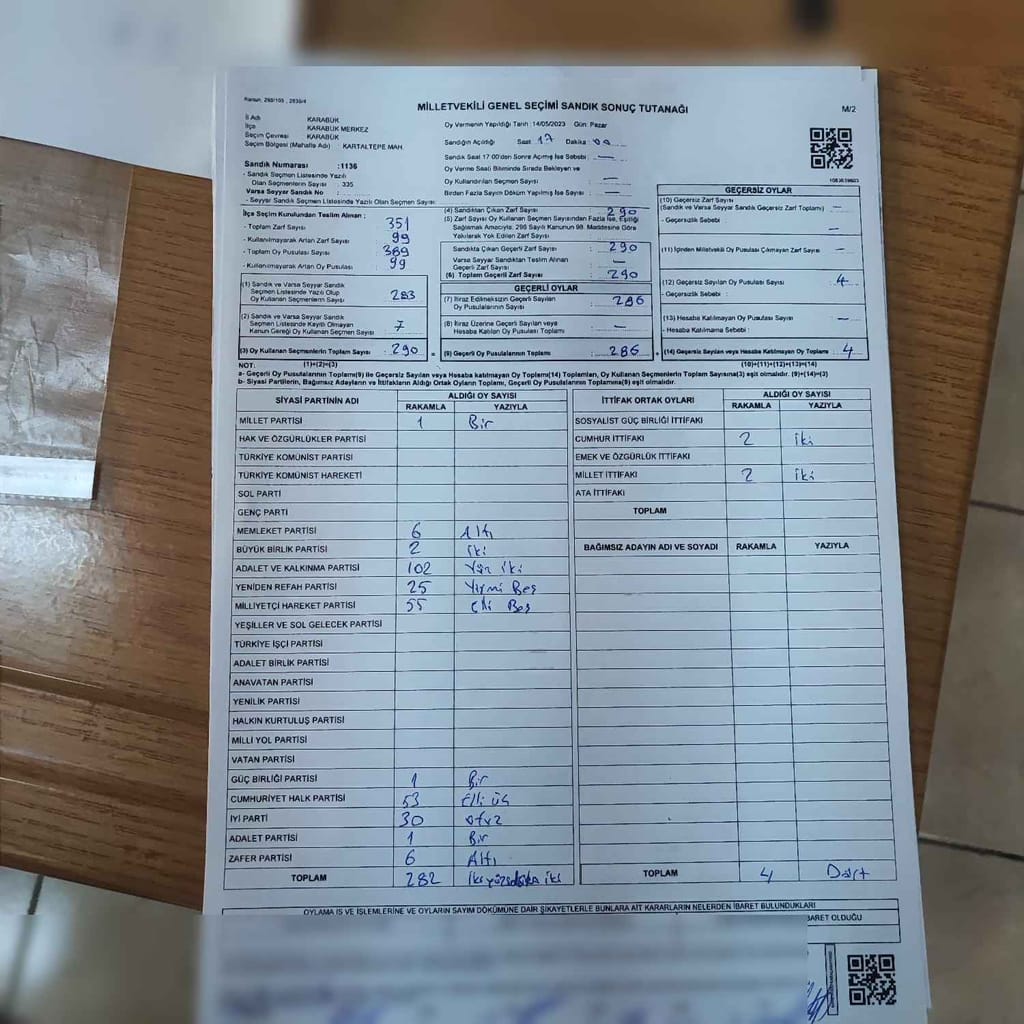 MİLLETVEKİLİ GENEL SEÇİMİ SANDIK SONUÇ TUTANAĞI
M/2
İl Adı KARABÜK
İlçe KARABÜK MERKEZ
Seçim Çevresi KARABÜK
Seçim Bölgesi (Mahalle Adı) : KARTALTEPE MAH.
Sandık Numarası :1136
- Sandık Seçmen Listesinde Yazılı
Olan Seçmenlerin Sayısı : 335
Varsa Seyyar Sandık No :
- Seyyar Sandık Seçmen Listesinde Yazılı Olan Seçmen Sayısı:
Oy Vermenin Yapıldığı Tarih :14/05/2023 Gün: Pazar
Sandığın Açıldığı Saat 17 Dakika 00
Sandık Saat 17:00'den Sonra Açılmış İse Sebebi : —
Oy Verme Saati Bitiminde Sırada Bekleyen ve
Oy Kullandırılan Seçmen Sayısı —
Birden Fazla Sayım Döküm Yapılmış İse Sayısı : —
İlçe Seçim Kurulundan Teslim Alınan :
- Toplam Zarf Sayısı 351
- Kullanılmayarak Artan Zarf Sayısı 99
- Toplam Oy Pusulası Sayısı 389
- Kullanılmayarak Artan Oy Pusulası 99
(1) Sandık ve Varsa Seyyar Sandık
Seçmen Listesinde Yazılı Olup
Oy Kullanan Seçmenlerin Sayısı 283
(2) Sandık ve Varsa Seyyar Sandık
Seçmen Listesinde Kayıtlı Olmayan
Kanun Gereği Oy Kullanan Seçmen Sayısı 7
(3) Oy Kullanan Seçmenlerin Toplam Sayısı : 290
(1)+(2)=(3)
(4) Sandıktan Çıkan Zarf Sayısı : 290
(5) Zarf Sayısı Oy Kullanan Seçmen Sayısından Fazla İse, Eşitliği
Sağlamak Amacıyla; 298 Sayılı Kanunun 98. Maddesine Göre
Yakılarak Yok Edilen Zarf Sayısı :
Sandıkta Çıkan Geçerli Zarf Sayısı : 290
Varsa Seyyar Sandıktan Teslim Alınan
Geçerli Zarf Sayısı —
(6) Toplam Geçerli Zarf Sayısı : 290
GEÇERLİ OYLAR
(7) İtiraz Edilmeksizin Geçerli Sayılan
Oy Pusulalarının Sayısı : 286
(8) İtiraz Üzerine Geçerli Sayılan veya
Hesaba Katılan Oy Pusulası Toplamı : —
(9) Geçerli Oy Pusulalarının Toplamı : 286
GEÇERSİZ OYLAR
(10) Geçersiz Zarf Sayısı
(Sandık ve Varsa Seyyar Sandık Geçersiz Zarf Toplamı) —
- Geçersizlik Sebebi : —
(11) İçinden Milletvekili Oy Pusulası Çıkmayan Zarf Sayısı : —
(12) Geçersiz Sayılan Oy Pusulası Sayısı : 4
- Geçersizlik Sebebi :
(13) Hesaba Katılmayan Oy Pusulası Sayısı : —
- Hesaba Katılmama Sebebi :
(14) Geçersiz Sayılan veya Hesaba Katılmayan Oy Toplamı : 4
(10)+(11)+(12)+(13)=(14)
NOT:
a- Geçerli Oy Pusulalarının Toplamı(9) ile Geçersiz Sayılan veya Hesaba katılmayan Oy Pusulası Toplamı(14) Toplamları, Oy Kullanan Seçmenlerin Toplam Sayısına(3) eşit olmalıdır. (9)+(14)=(3)
b- Siyasi Partilerin, Bağımsız Adayların ve İttifakların Aldığı Ortak Oyların Toplamı, Geçerli Oy Pusulalarının Toplamına(9) eşit olmalıdır.
SİYASİ PARTİNİN ADI ALDIĞI OY SAYISI
RAKAMLA YAZIYLA
MİLLET PARTİSİ 1 Bir
HAK VE ÖZGÜRLÜKLER PARTİSİ
TÜRKİYE KOMÜNİST PARTİSİ
TÜRKİYE KOMÜNİST HAREKETİ
SOL PARTİ
GENÇ PARTİ
MEMLEKET PARTİSİ 6 Altı
BÜYÜK BİRLİK PARTİSİ 2 iki
ADALET VE KALKINMA PARTİSİ 102 Yüz iki
YENİDEN REFAH PARTİSİ 25 Yirmi Beş
MİLLİYETÇİ HAREKET PARTİSİ 55 Elli Beş
YEŞİLLER VE SOL GELECEK PARTİSİ
TÜRKİYE İŞÇİ PARTİSİ
ADALET BİRLİK PARTİSİ
ANAVATAN PARTİSİ
YENİLİK PARTİSİ
HALKIN KURTULUŞ PARTİSİ
MİLLİ YOL PARTİSİ
VATAN PARTİSİ
GÜÇ BİRLİĞİ PARTİSİ 1 Bir
CUMHURİYET HALK PARTİSİ 53 Elli üç
İYİ PARTİ 30 otuz
ADALET PARTİSİ 1 Bir
ZAFER PARTİSİ 6 Altı
TOPLAM 282
İTTİFAK ORTAK OYLARI ALDIĞI OY SAYISI
RAKAMLA YAZIYLA
SOSYALİST GÜÇ BİRLİĞİ İTTİFAKI
CUMHUR İTTİFAKI 2 iki
EMEK VE ÖZGÜRLÜK İTTİFAKI
MİLLET İTTİFAKI 2 iki
ATA İTTİFAKI
TOPLAM
BAĞIMSIZ ADAYIN ADI VE SOYADI RAKAMLA YAZIYLA
TOPLAM 4 Dört
OYLAMA İŞ VE İŞLEMLERİNE VE OYLARIN SAYIM DÖKÜMÜNE DAİR ŞİKAYETLERLE BUNLARA AİT KARARLARIN NELERDEN İBARET BULUNDUKLARI
BARET OLDUĞU